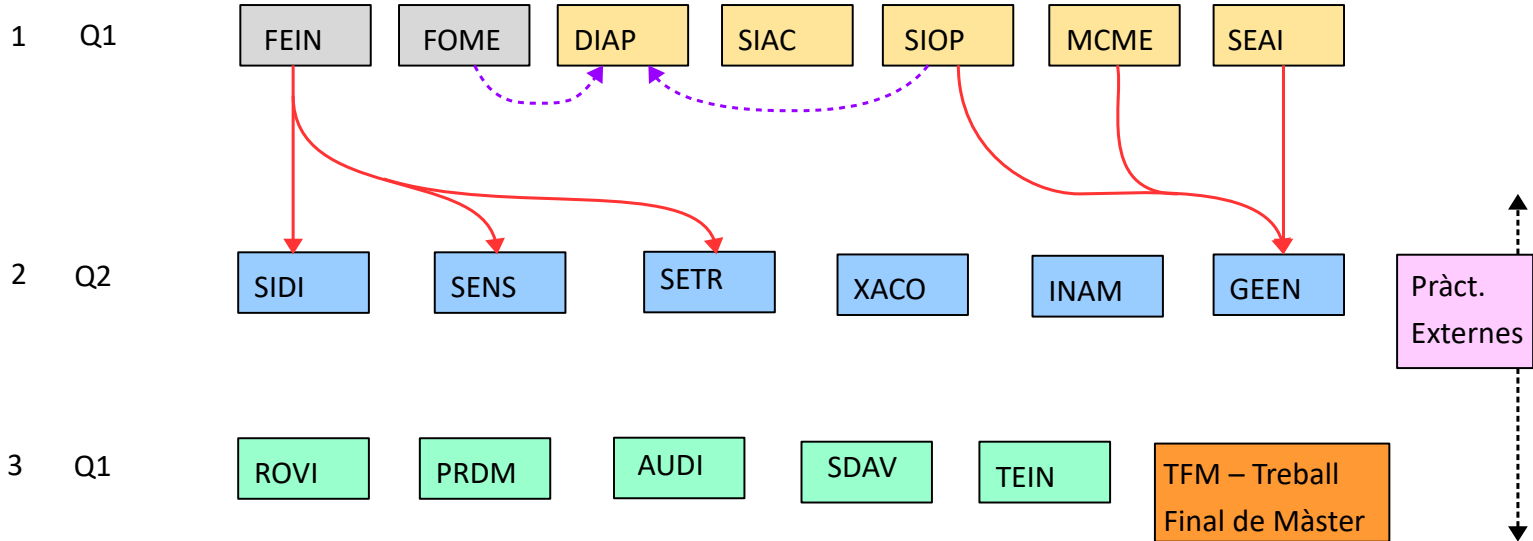 1 Q1 FEIN FOME DIAP SIAC SIOP MCME SEAI
2 Q2 SIDI SENS SETR XACO INAM GEEN Pràct.
Externes
3 Q1 ROVI PRDM AUDI SDAV TEIN TFM – Treball
Final de Màster